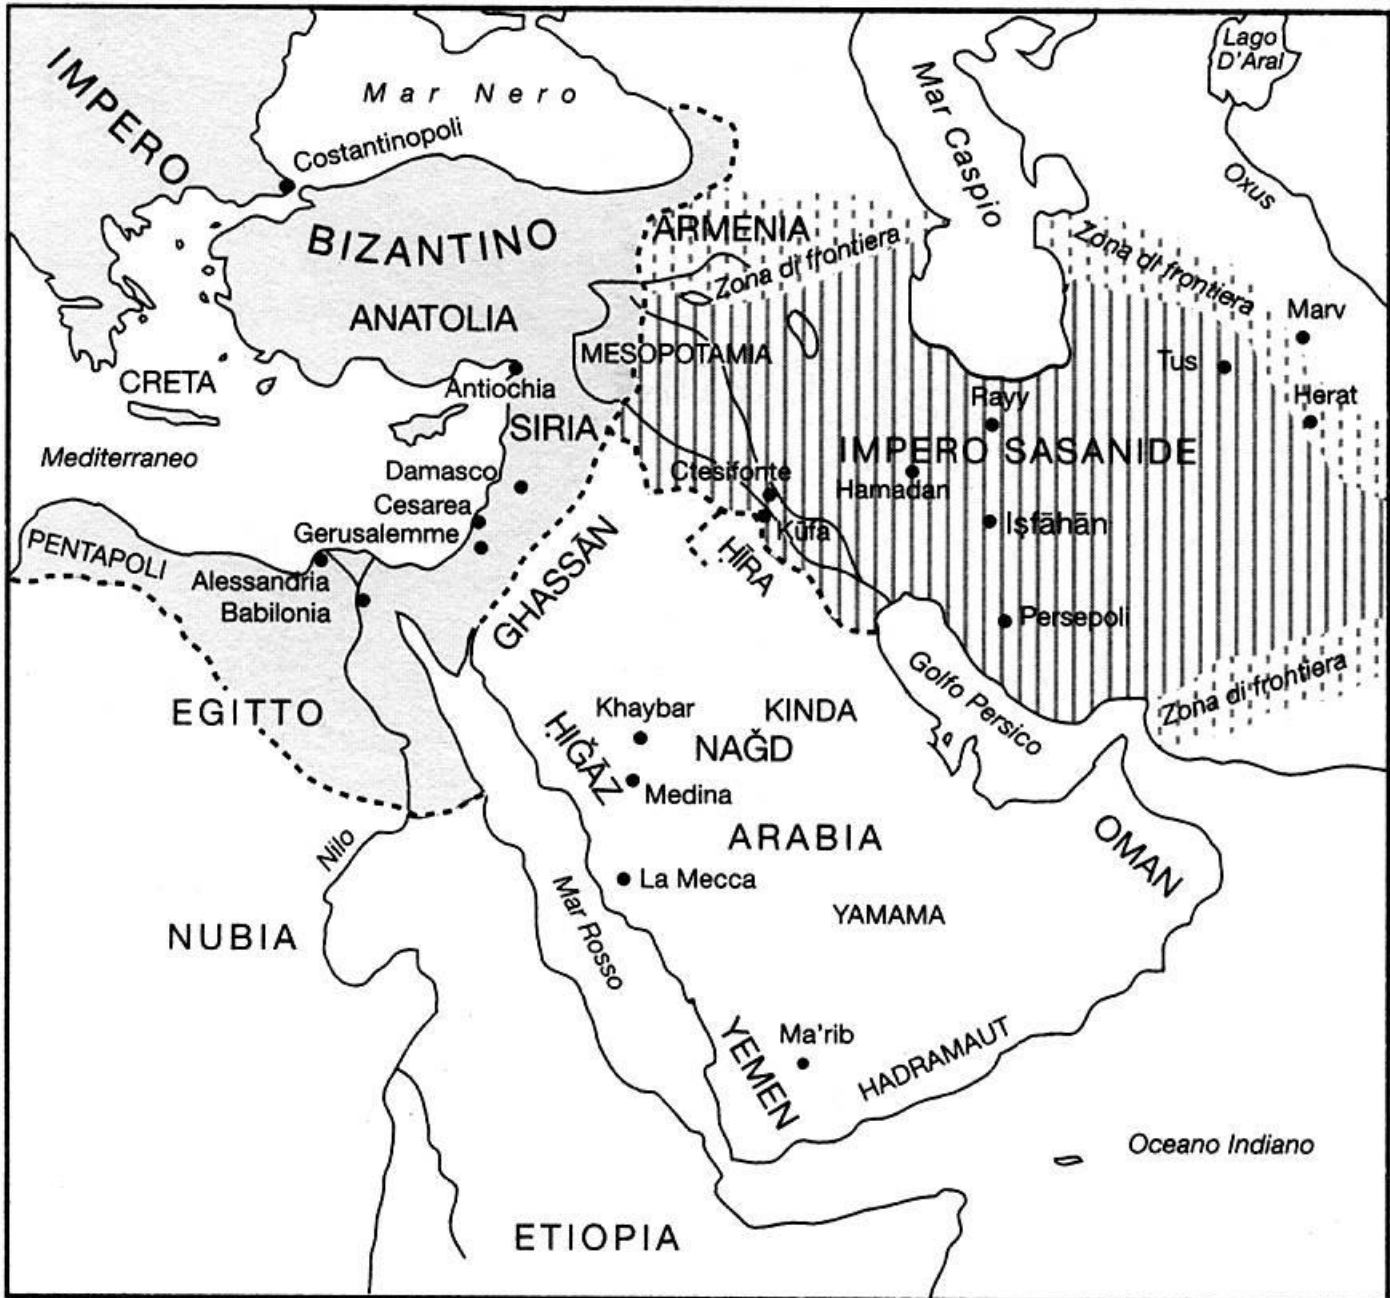 Lago
D'Aral
IMPERO
Mar Nero
Mar Caspio
Costantinopoli
Oxus
BIZANTINO
ARMENIA
Zona di frontiera
Zona di frontiera
ANATOLIA
Marv
MESOPOTAMIA
Tus
CRETA
Antiochia
Rayy
Herat
SIRIA
IMPERO SASANIDE
Mediterraneo
Damasco
Ctesifonte
Hamadan
Cesarea
Gerusalemme
Kūfa
Iṣfāhān
PENTAPOLI
ḤĪRA
Alessandria
Babilonia
GHASSĀN
Persepoli
Golfo Persico
Zona di frontiera
EGITTO
Khaybar
KINDA
NAĞD
ḤIĞĀZ
Medina
ARABIA
OMAN
Nilo
La Mecca
Mar Rosso
YAMAMA
NUBIA
Ma'rib
YEMEN
HADRAMAUT
Oceano Indiano
ETIOPIA